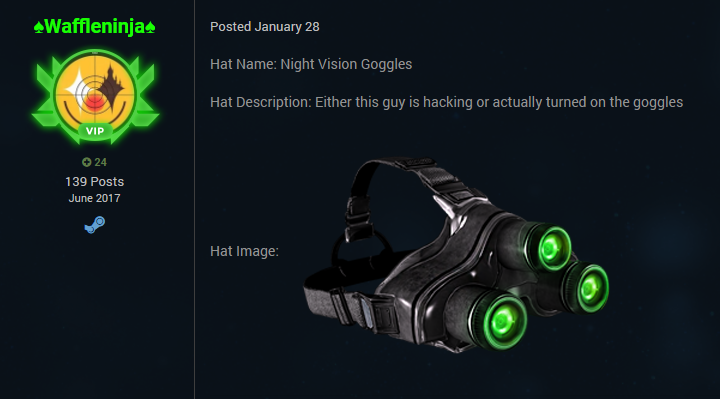 ♠Waffleninja♠
VIP
24
139 Posts
June 2017
Posted January 28
Hat Name: Night Vision Goggles
Hat Description: Either this guy is hacking or actually turned on the goggles
Hat Image: